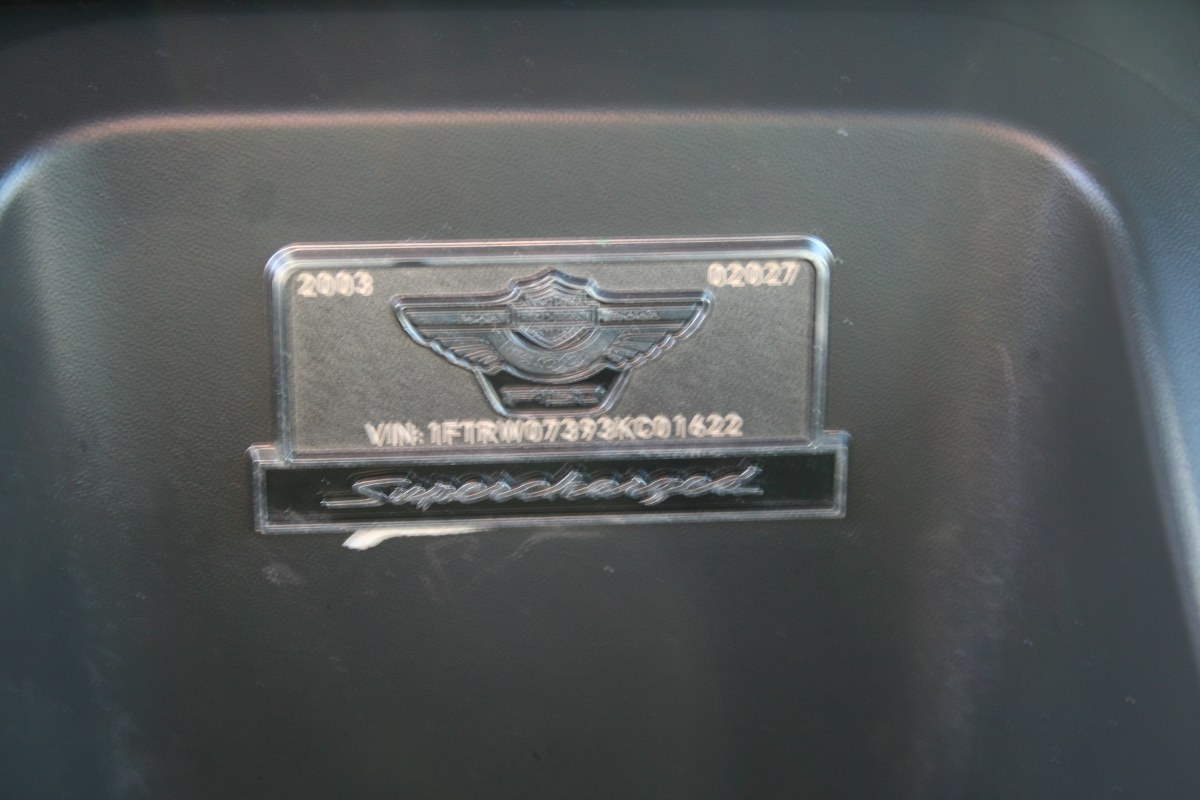 2003 02027
VIN: 1FTRW07393KC01622
Supercharged